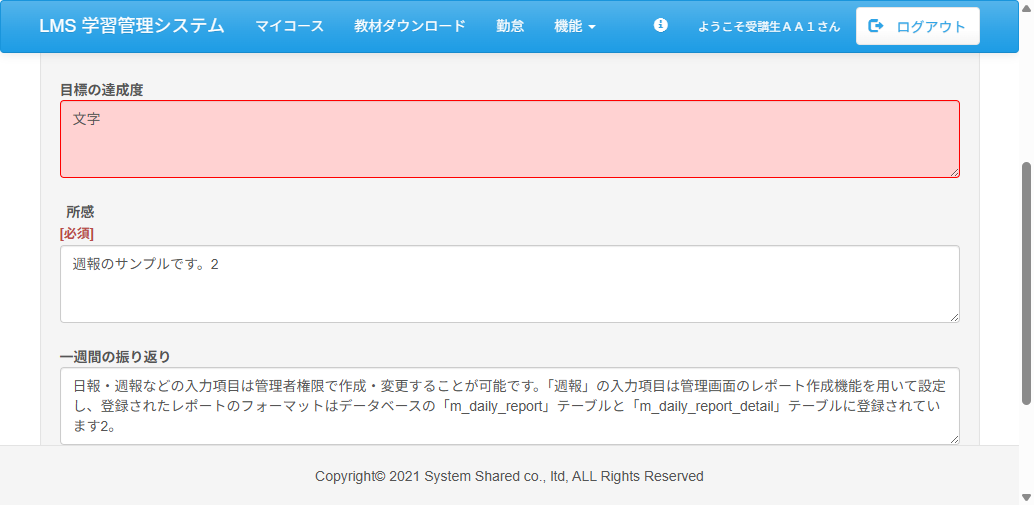 LMS 学習管理システム マイコース 教材ダウンロード 勤怠 機能 ようこそ受講生ＡＡ１さん ログアウト
目標の達成度
文字
所感
[必須]
週報のサンプルです。2
一週間の振り返り
日報・週報などの入力項目は管理者権限で作成・変更することが可能です。「週報」の入力項目は管理画面のレポート作成機能を用いて設定
し、登録されたレポートのフォーマットはデータベースの「m_daily_report」テーブルと「m_daily_report_detail」テーブルに登録されてい
ます2。
Copyright© 2021 System Shared co., ltd, ALL Rights Reserved